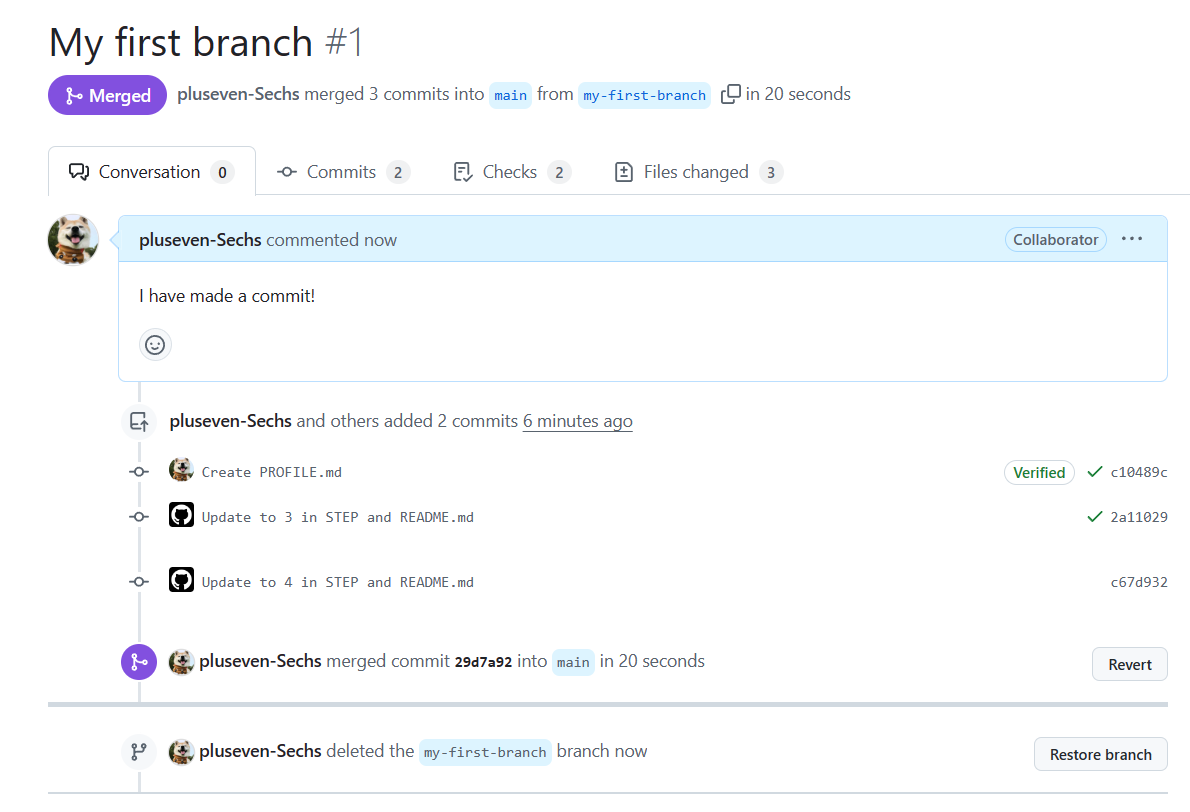 My first branch #1
Merged pluseven-Sechs merged 3 commits into main from my-first-branch in 20 seconds
Conversation 0 Commits 2 Checks 2 Files changed 3
pluseven-Sechs commented now Collaborator ...
I have made a commit!
pluseven-Sechs and others added 2 commits 6 minutes ago
Create PROFILE.md Verified c10489c
Update to 3 in STEP and README.md 2a11029
Update to 4 in STEP and README.md c67d932
pluseven-Sechs merged commit 29d7a92 into main in 20 seconds Revert
pluseven-Sechs deleted the my-first-branch branch now Restore branch